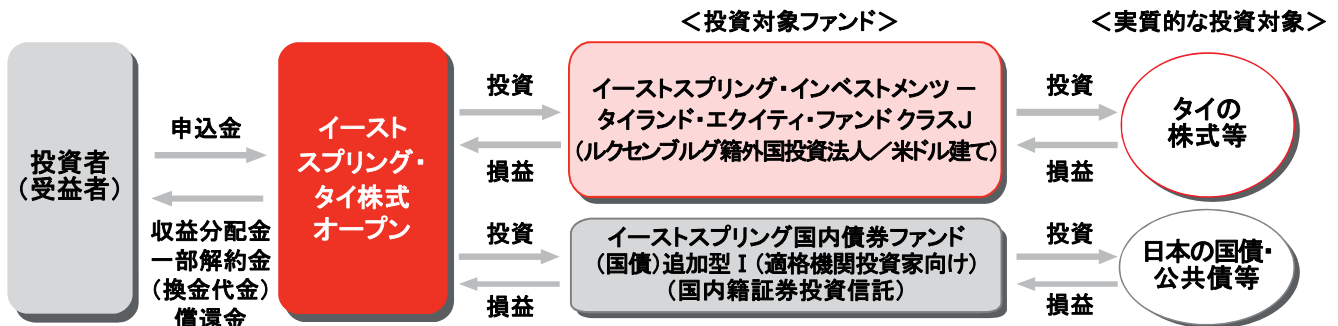 ＜投資対象ファンド＞
＜実質的な投資対象＞
投資者
（受益者）
申込金
収益分配金
一部解約金
（換金代金）
償還金
イースト
スプリング・
タイ株式
オープン
投資
損益
投資
損益
イーストスプリング・インベストメンツ －
タイランド・エクイティ・ファンド クラスJ
（ルクセンブルグ籍外国投資法人／米ドル建て）
イーストスプリング国内債券ファンド
（国債）追加型Ⅰ（適格機関投資家向け）
（国内籍証券投資信託）
投資
損益
投資
損益
タイの
株式等
日本の国債・
公共債等